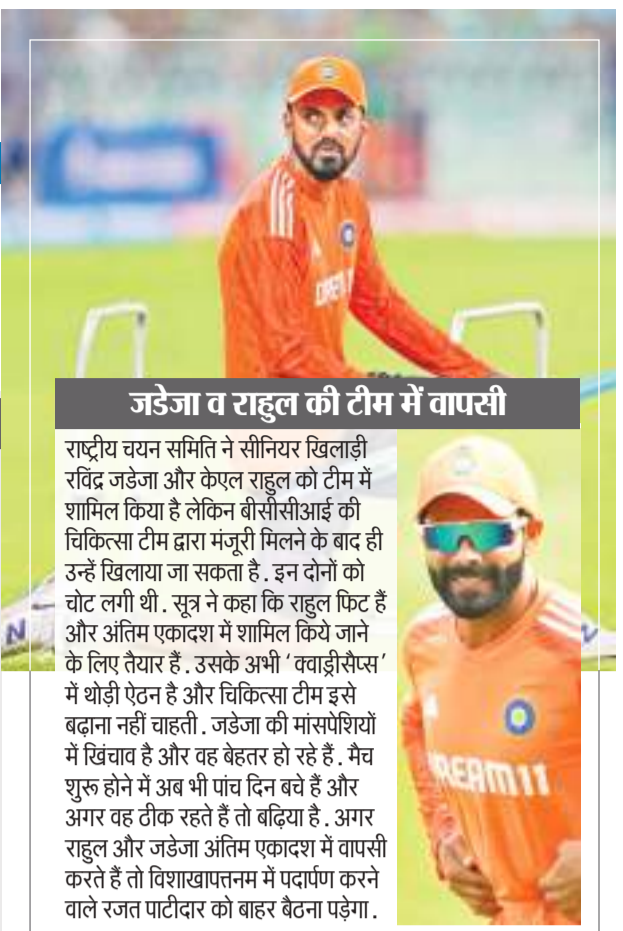 DREAM
जडेजा व राहुल की टीम में वापसी
राष्ट्रीय चयन समिति ने सीनियर खिलाड़ी
रविंद्र जडेजा और केएल राहुल को टीम में
शामिल किया है लेकिन बीसीसीआई की
चिकित्सा टीम द्वारा मंजूरी मिलने के बाद ही
उन्हें खिलाया जा सकता है. इन दोनों को
चोट लगी थी. सूत्र ने कहा कि राहुल फिट हैं
और अंतिम एकादश में शामिल किये जाने
के लिए तैयार हैं. उसके अभी ‘क्वाड्रीसैप्स’
में थोड़ी ऐठन है और चिकित्सा टीम इसे
बढ़ाना नहीं चाहती. जडेजा की मांसपेशियों
में खिंचाव है और वह बेहतर हो रहे हैं. मैच
शुरू होने में अब भी पांच दिन बचे हैं और
अगर वह ठीक रहते हैं तो बढ़िया है. अगर
राहुल और जडेजा अंतिम एकादश में वापसी
करते हैं तो विशाखापत्तनम में पदार्पण करने
वाले रजत पाटीदार को बाहर बैठना पड़ेगा.
DREAM11